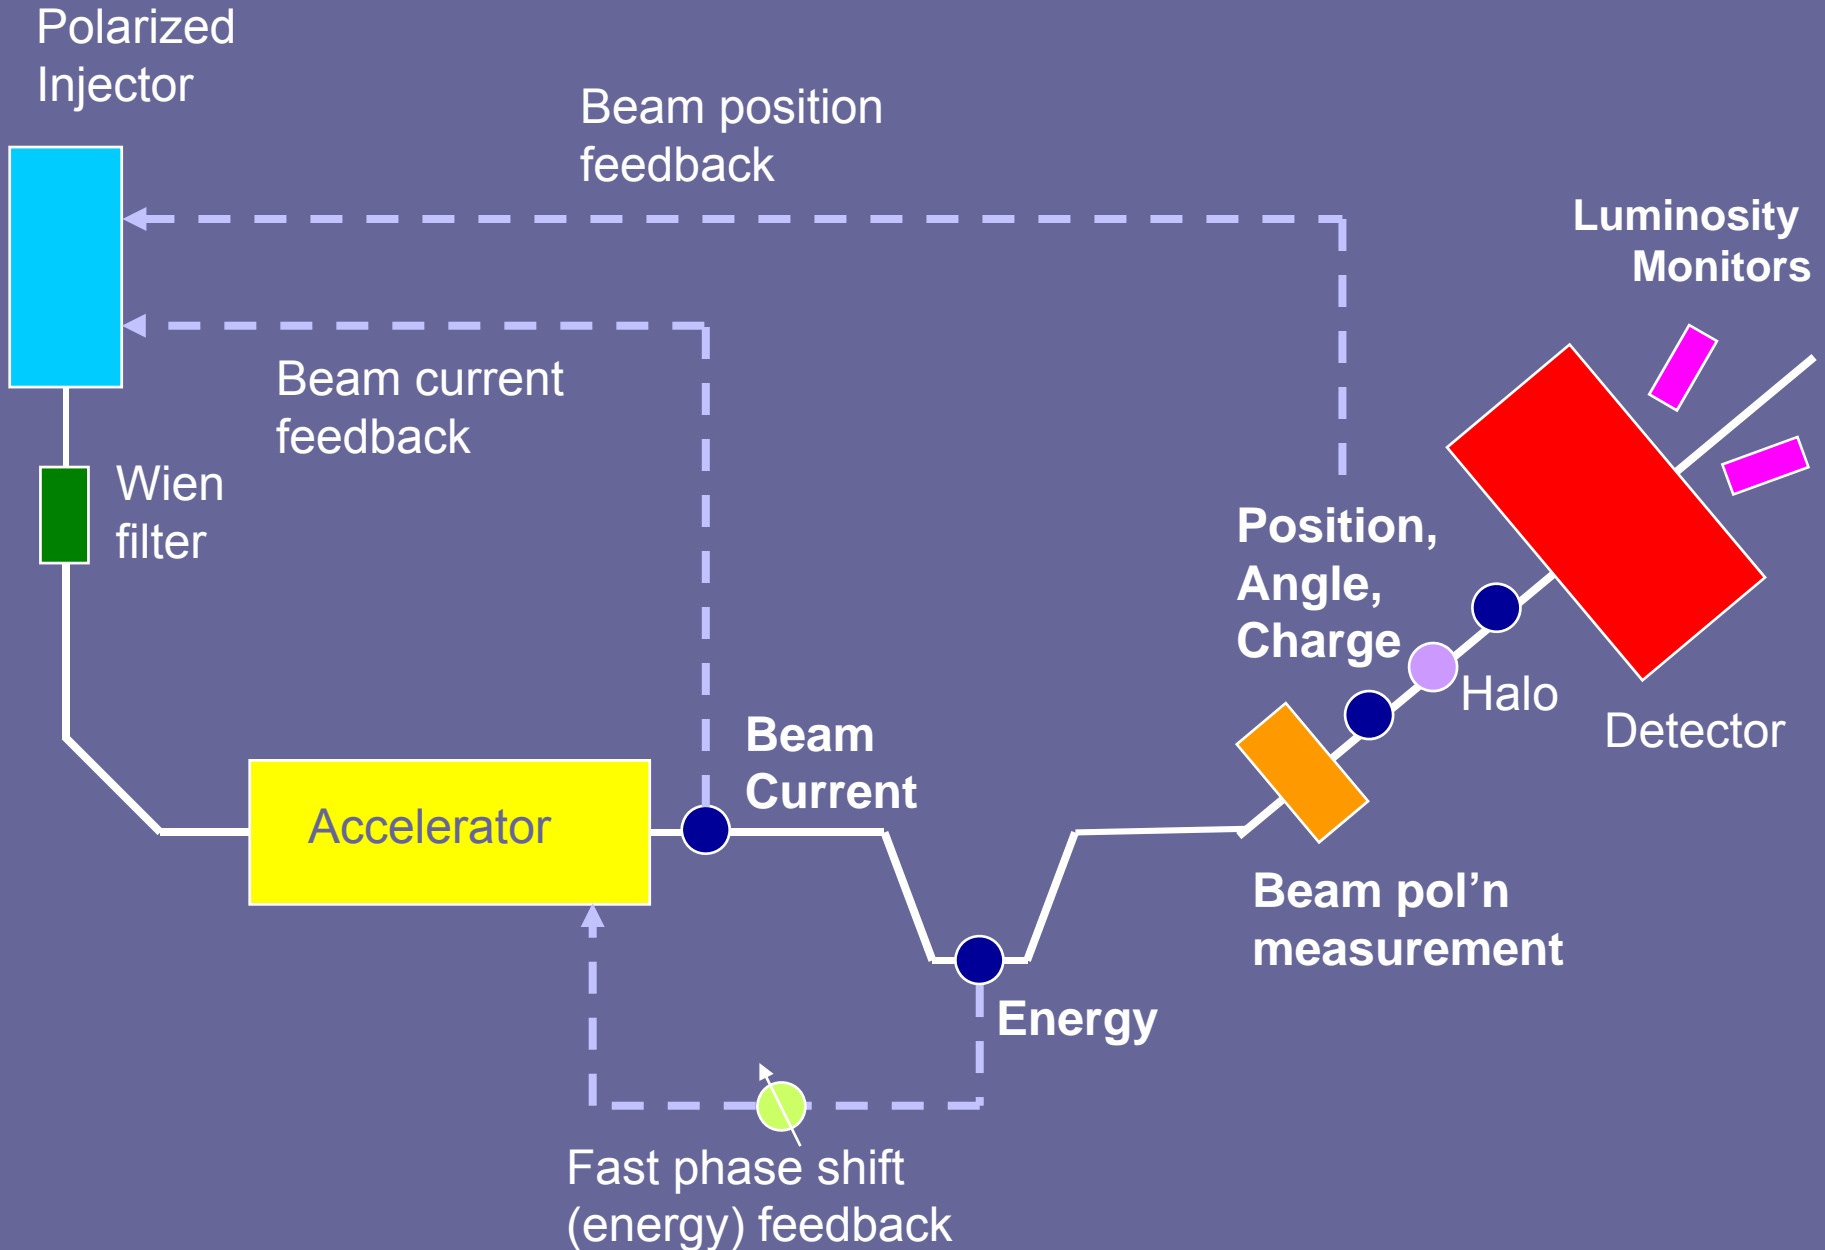 Polarized
Injector
Beam position
feedback
Luminosity
Monitors
Beam current
feedback
Wien
filter
Position,
Angle,
Charge
Halo
Detector
Beam
Current
Accelerator
Beam pol’n
measurement
Energy
Fast phase shift
(energy) feedback